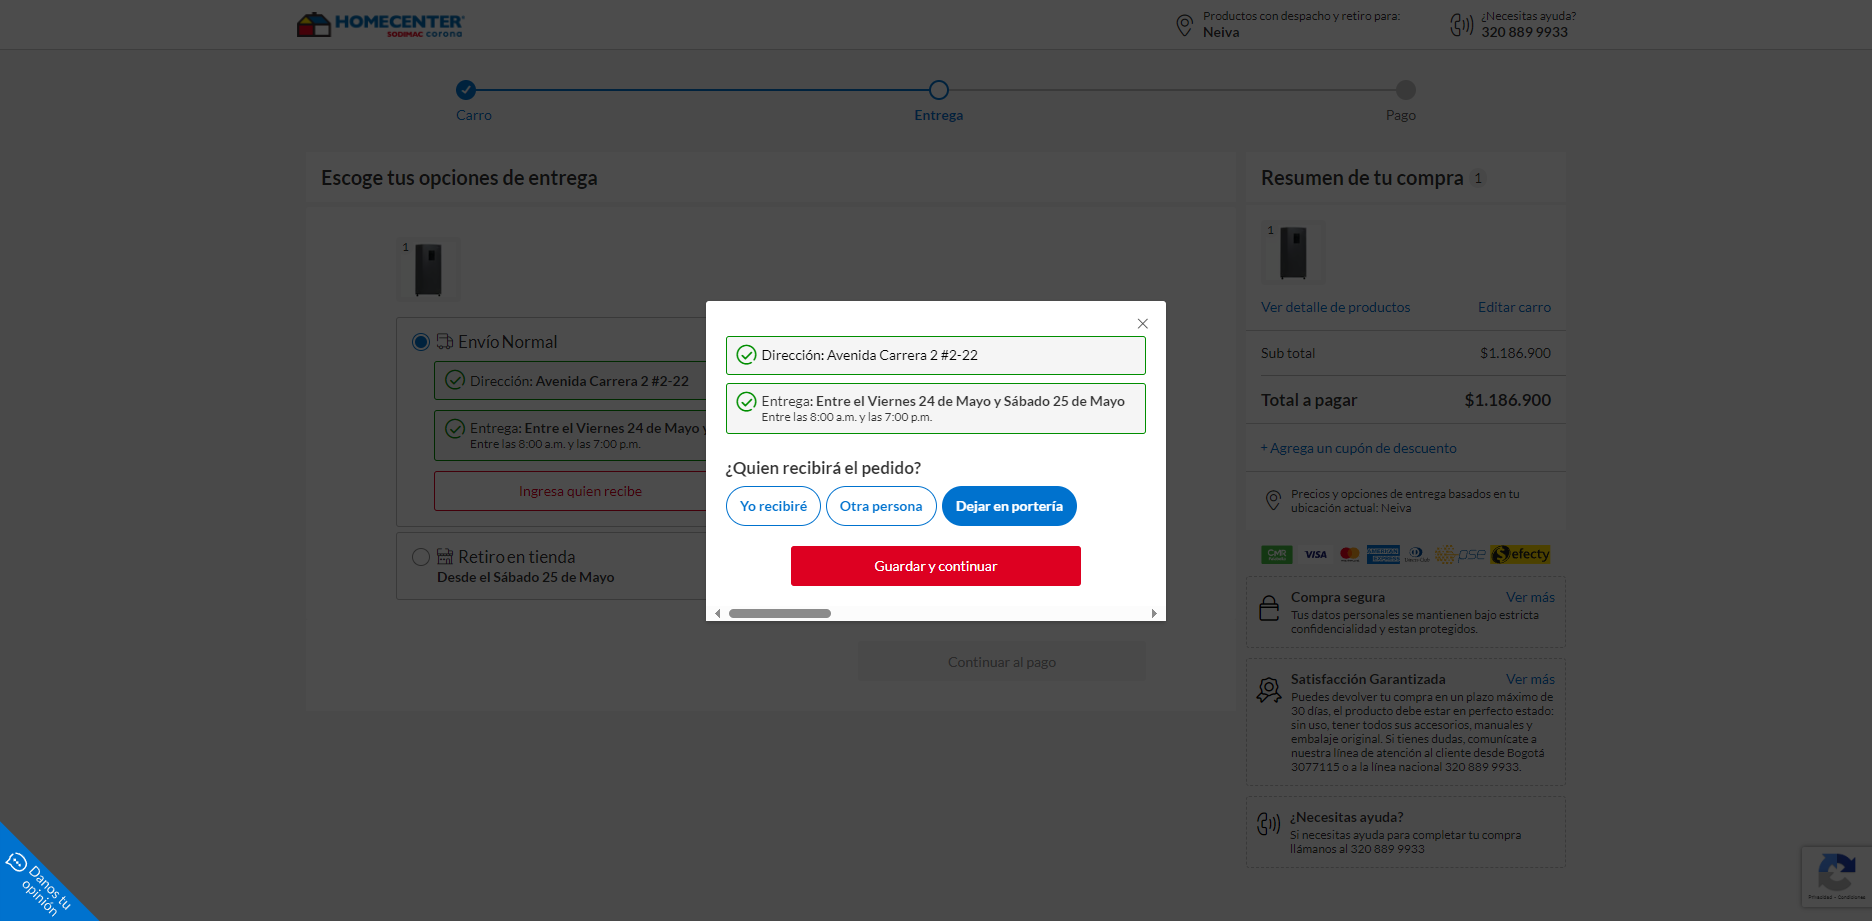 HOMECENTER
SODIMAC corona
Productos con despacho y retiro para:
Neiva
¿Necesitas ayuda?
320 889 9933
Carro
Entrega
Pago
Escoge tus opciones de entrega
1
Envío Normal
Dirección: Avenida Carrera 2 #2-22
Entrega: Entre el Viernes 24 de Mayo y
Entre las 8:00 a.m. y las 7:00 p.m.
Ingresa quien recibe
Retiro en tienda
Desde el Sábado 25 de Mayo
Continuar al pago
Dirección: Avenida Carrera 2 #2-22
Entrega: Entre el Viernes 24 de Mayo y Sábado 25 de Mayo
Entre las 8:00 a.m. y las 7:00 p.m.
¿Quien recibirá el pedido?
Yo recibiré
Otra persona
Dejar en portería
Guardar y continuar
Resumen de tu compra 1
1
Ver detalle de productos
Editar carro
Sub total
$1.186.900
Total a pagar
$1.186.900
+ Agrega un cupón de descuento
Precios y opciones de entrega basados en tu
ubicación actual: Neiva
CMR
VISA
AMERICAN EXPRESS
pse
efecty
Compra segura
Ver más
Tus datos personales se mantienen bajo estricta
confidencialidad y estan protegidos.
Satisfacción Garantizada
Ver más
Puedes devolver tu compra en un plazo máximo de
30 días, el producto debe estar en perfecto estado:
sin uso, tener todos sus accesorios, manuales y
embalaje original. Si tienes dudas, comunícate a
nuestra línea de atención al cliente desde Bogotá
3077115 o a la línea nacional 320 889 9933.
¿Necesitas ayuda?
Si necesitas ayuda para completar tu compra
llámanos al 320 889 9933
Danos tu
opinión
Privacidad - Condiciones